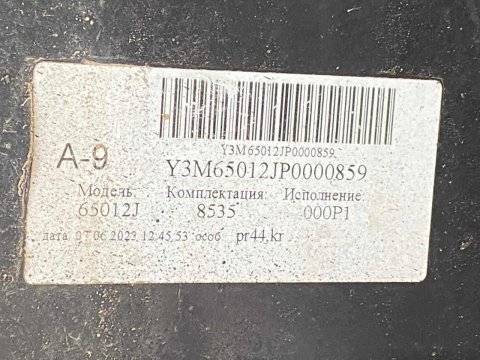 Y3M65012JP0000859
A-9
Y3M65012JP0000859
Модель: Комплектация: Исполнение
65012J 8535 000P1
дата 07.06.2022 12.45.53 особ pr44,kr